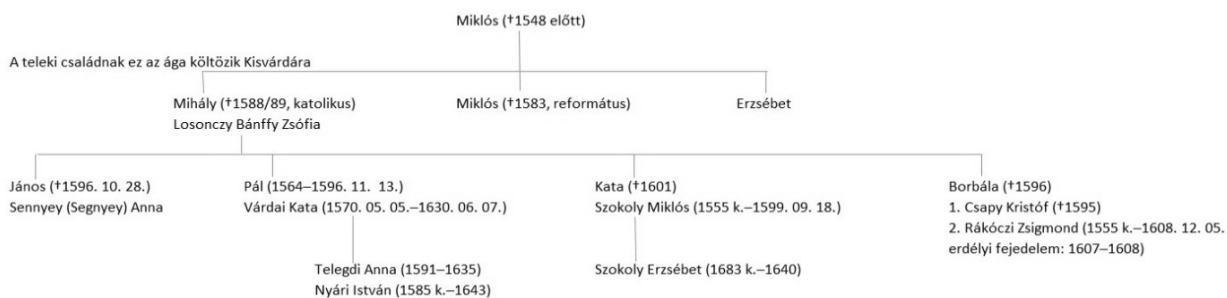 Miklós (†1548 előtt)
A teleki családnak ez az ága költözik Kisvárdára
Mihály (†1588/89, katolikus)
Losonczy Bánffy Zsófia
Miklós (†1583, református)
Erzsébet
János (†1596. 10. 28.)
Sennyey (Segnyey) Anna
Pál (1564–1596. 11. 13.)
Várdai Kata (1570. 05. 05.–1630. 06. 07.)
Kata (†1601)
Szokoly Miklós (1555 k.–1599. 09. 18.)
Borbála (†1596)
1. Csapy Kristóf (†1595)
2. Rákóczi Zsigmond (1555 k.–1608. 12. 05.
erdélyi fejedelem: 1607–1608)
Telegdi Anna (1591–1635)
Nyári István (1585 k.–1643)
Szokoly Erzsébet (1683 k.–1640)